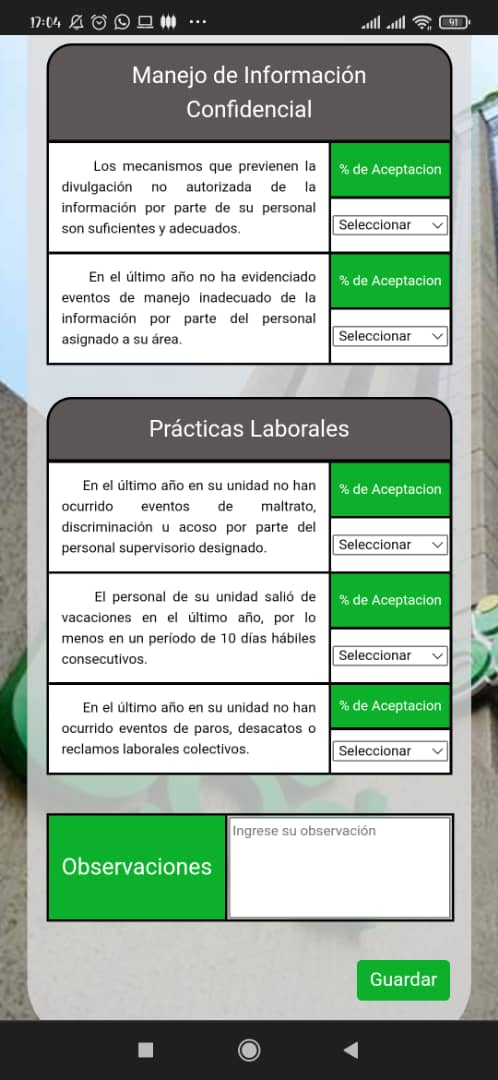 17:04
91
Manejo de Información
Confidencial
Los mecanismos que previenen la
divulgación no autorizada de la
información por parte de su personal
son suficientes y adecuados.
% de Aceptacion
Seleccionar
En el último año no ha evidenciado
eventos de manejo inadecuado de la
información por parte del personal
asignado a su área.
% de Aceptacion
Seleccionar
Prácticas Laborales
En el último año en su unidad no han
ocurrido eventos de maltrato,
discriminación u acoso por parte del
personal supervisorio designado.
% de Aceptacion
Seleccionar
El personal de su unidad salió de
vacaciones en el último año, por lo
menos en un período de 10 días hábiles
consecutivos.
% de Aceptacion
Seleccionar
En el último año en su unidad no han
ocurrido eventos de paros, desacatos o
reclamos laborales colectivos.
% de Aceptacion
Seleccionar
Observaciones
Ingrese su observación
Guardar